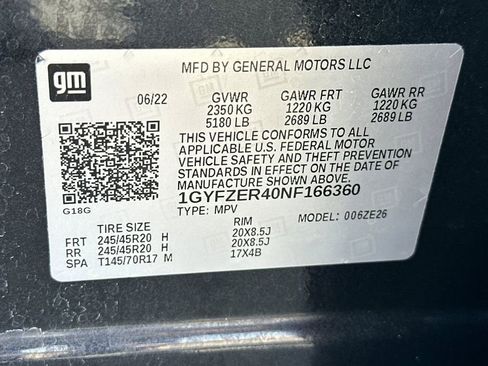 gm
MFD BY GENERAL MOTORS LLC
06/22 GVWR GAWR FRT GAWR RR
2350 KG 1220 KG 1220 KG
5180 LB 2689 LB 2689 LB
THIS VEHICLE CONFORMS TO ALL
APPLICABLE U.S. FEDERAL MOTOR
VEHICLE SAFETY AND THEFT PREVENTION
STANDARDS IN EFFECT ON THE DATE OF
MANUFACTURE SHOWN ABOVE.
1GYFZER40NF166360
G18G TYPE: MPV MODEL: 006ZE26
TIRE SIZE RIM
FRT 245/45R20 H 20X8.5J
RR 245/45R20 H 20X8.5J
SPA T145/70R17 M 17X4B